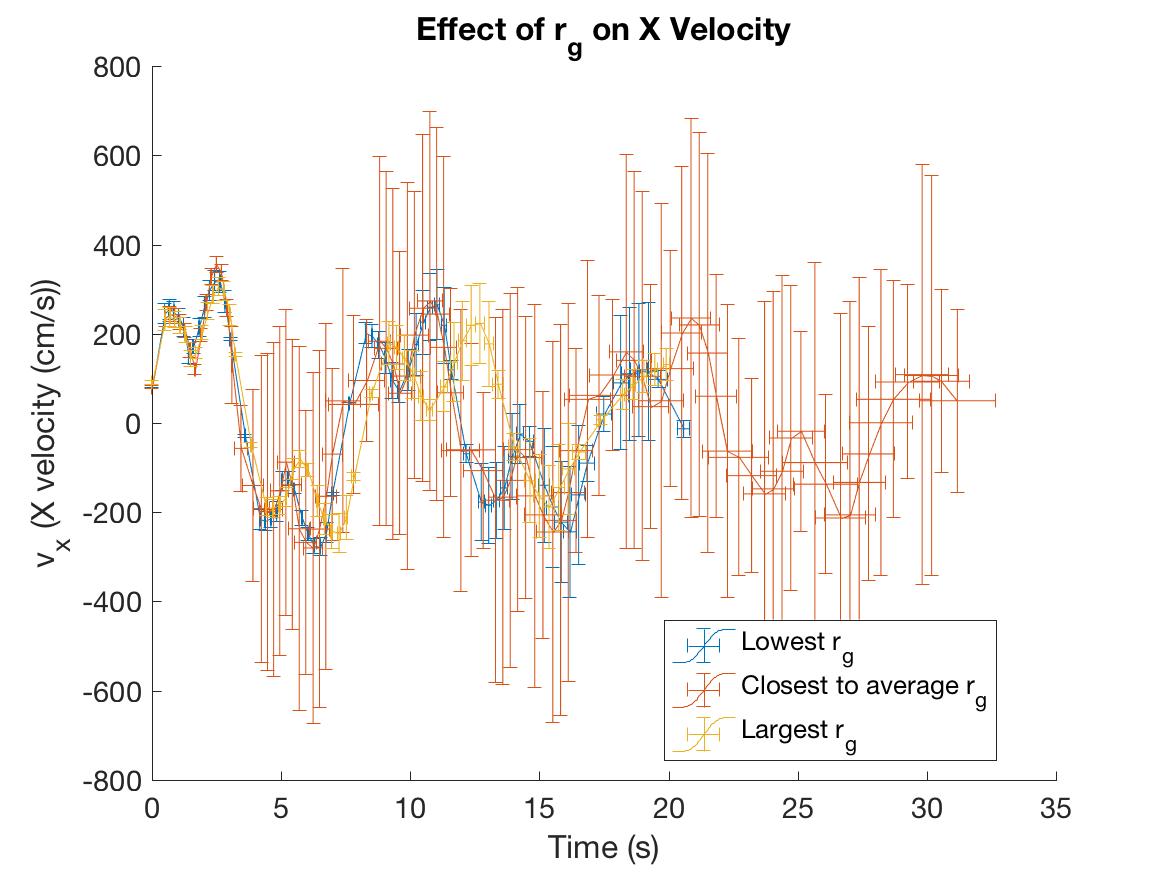 Effect of r_g on X Velocity
800
600
400
200
0
-200
-400
-600
-800
v_x (X velocity (cm/s))
0 5 10 15 20 25 30 35
Time (s)
Lowest r_g
Closest to average r_g
Largest r_g